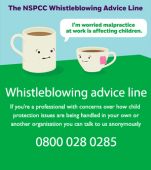 The NSPCC Whistleblowing Advice Line
I'm worried malpractice
at work is affecting children.
Whistleblowing advice line
If you're a professional with concerns over how child
protection issues are being handled in your own or
another organisation you can talk to us anonymously
0800 028 0285